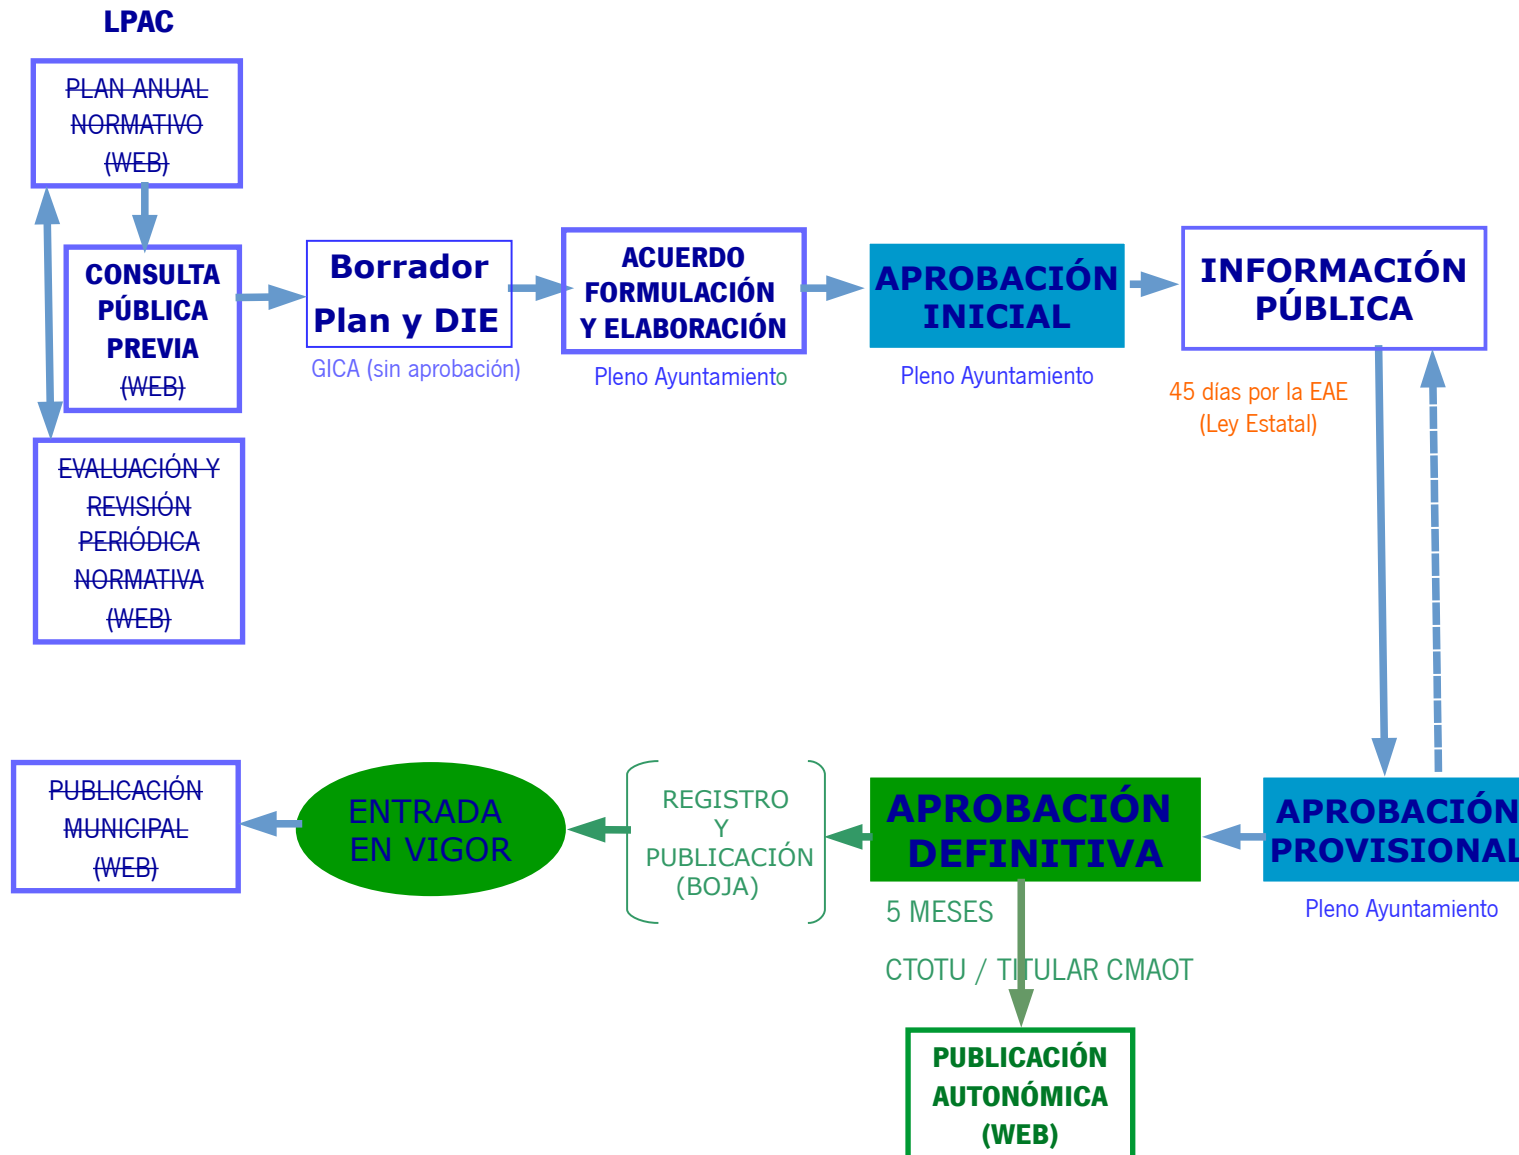 LPAC
PLAN ANUAL
NORMATIVO
(WEB)
CONSULTA
PÚBLICA
PREVIA
(WEB)
EVALUACIÓN Y
REVISIÓN
PERIÓDICA
NORMATIVA
(WEB)
Borrador
Plan y DIE
GICA (sin aprobación)
ACUERDO
FORMULACIÓN
Y ELABORACIÓN
Pleno Ayuntamiento
APROBACIÓN
INICIAL
Pleno Ayuntamiento
INFORMACIÓN
PÚBLICA
45 días por la EAE
(Ley Estatal)
APROBACIÓN
PROVISIONAL
Pleno Ayuntamiento
APROBACIÓN
DEFINITIVA
5 MESES
CTOTU / TITULAR CMAOT
PUBLICACIÓN
AUTONÓMICA
(WEB)
REGISTRO
Y
PUBLICACIÓN
(BOJA)
ENTRADA
EN VIGOR
PUBLICACIÓN
MUNICIPAL
(WEB)